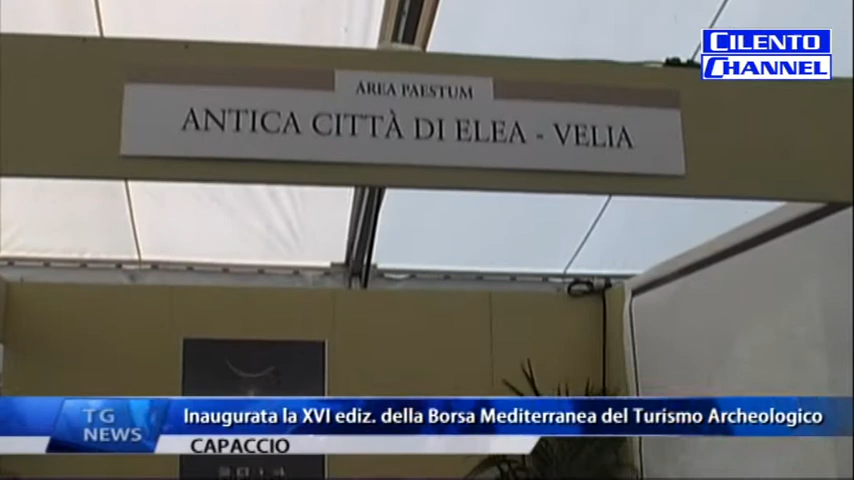 CILENTO
CHANNEL
AREA PAESTUM
ANTICA CITTÀ DI ELEA - VELIA
TG
NEWS
Inaugurata la XVI ediz. della Borsa Mediterranea del Turismo Archeologico
CAPACCIO